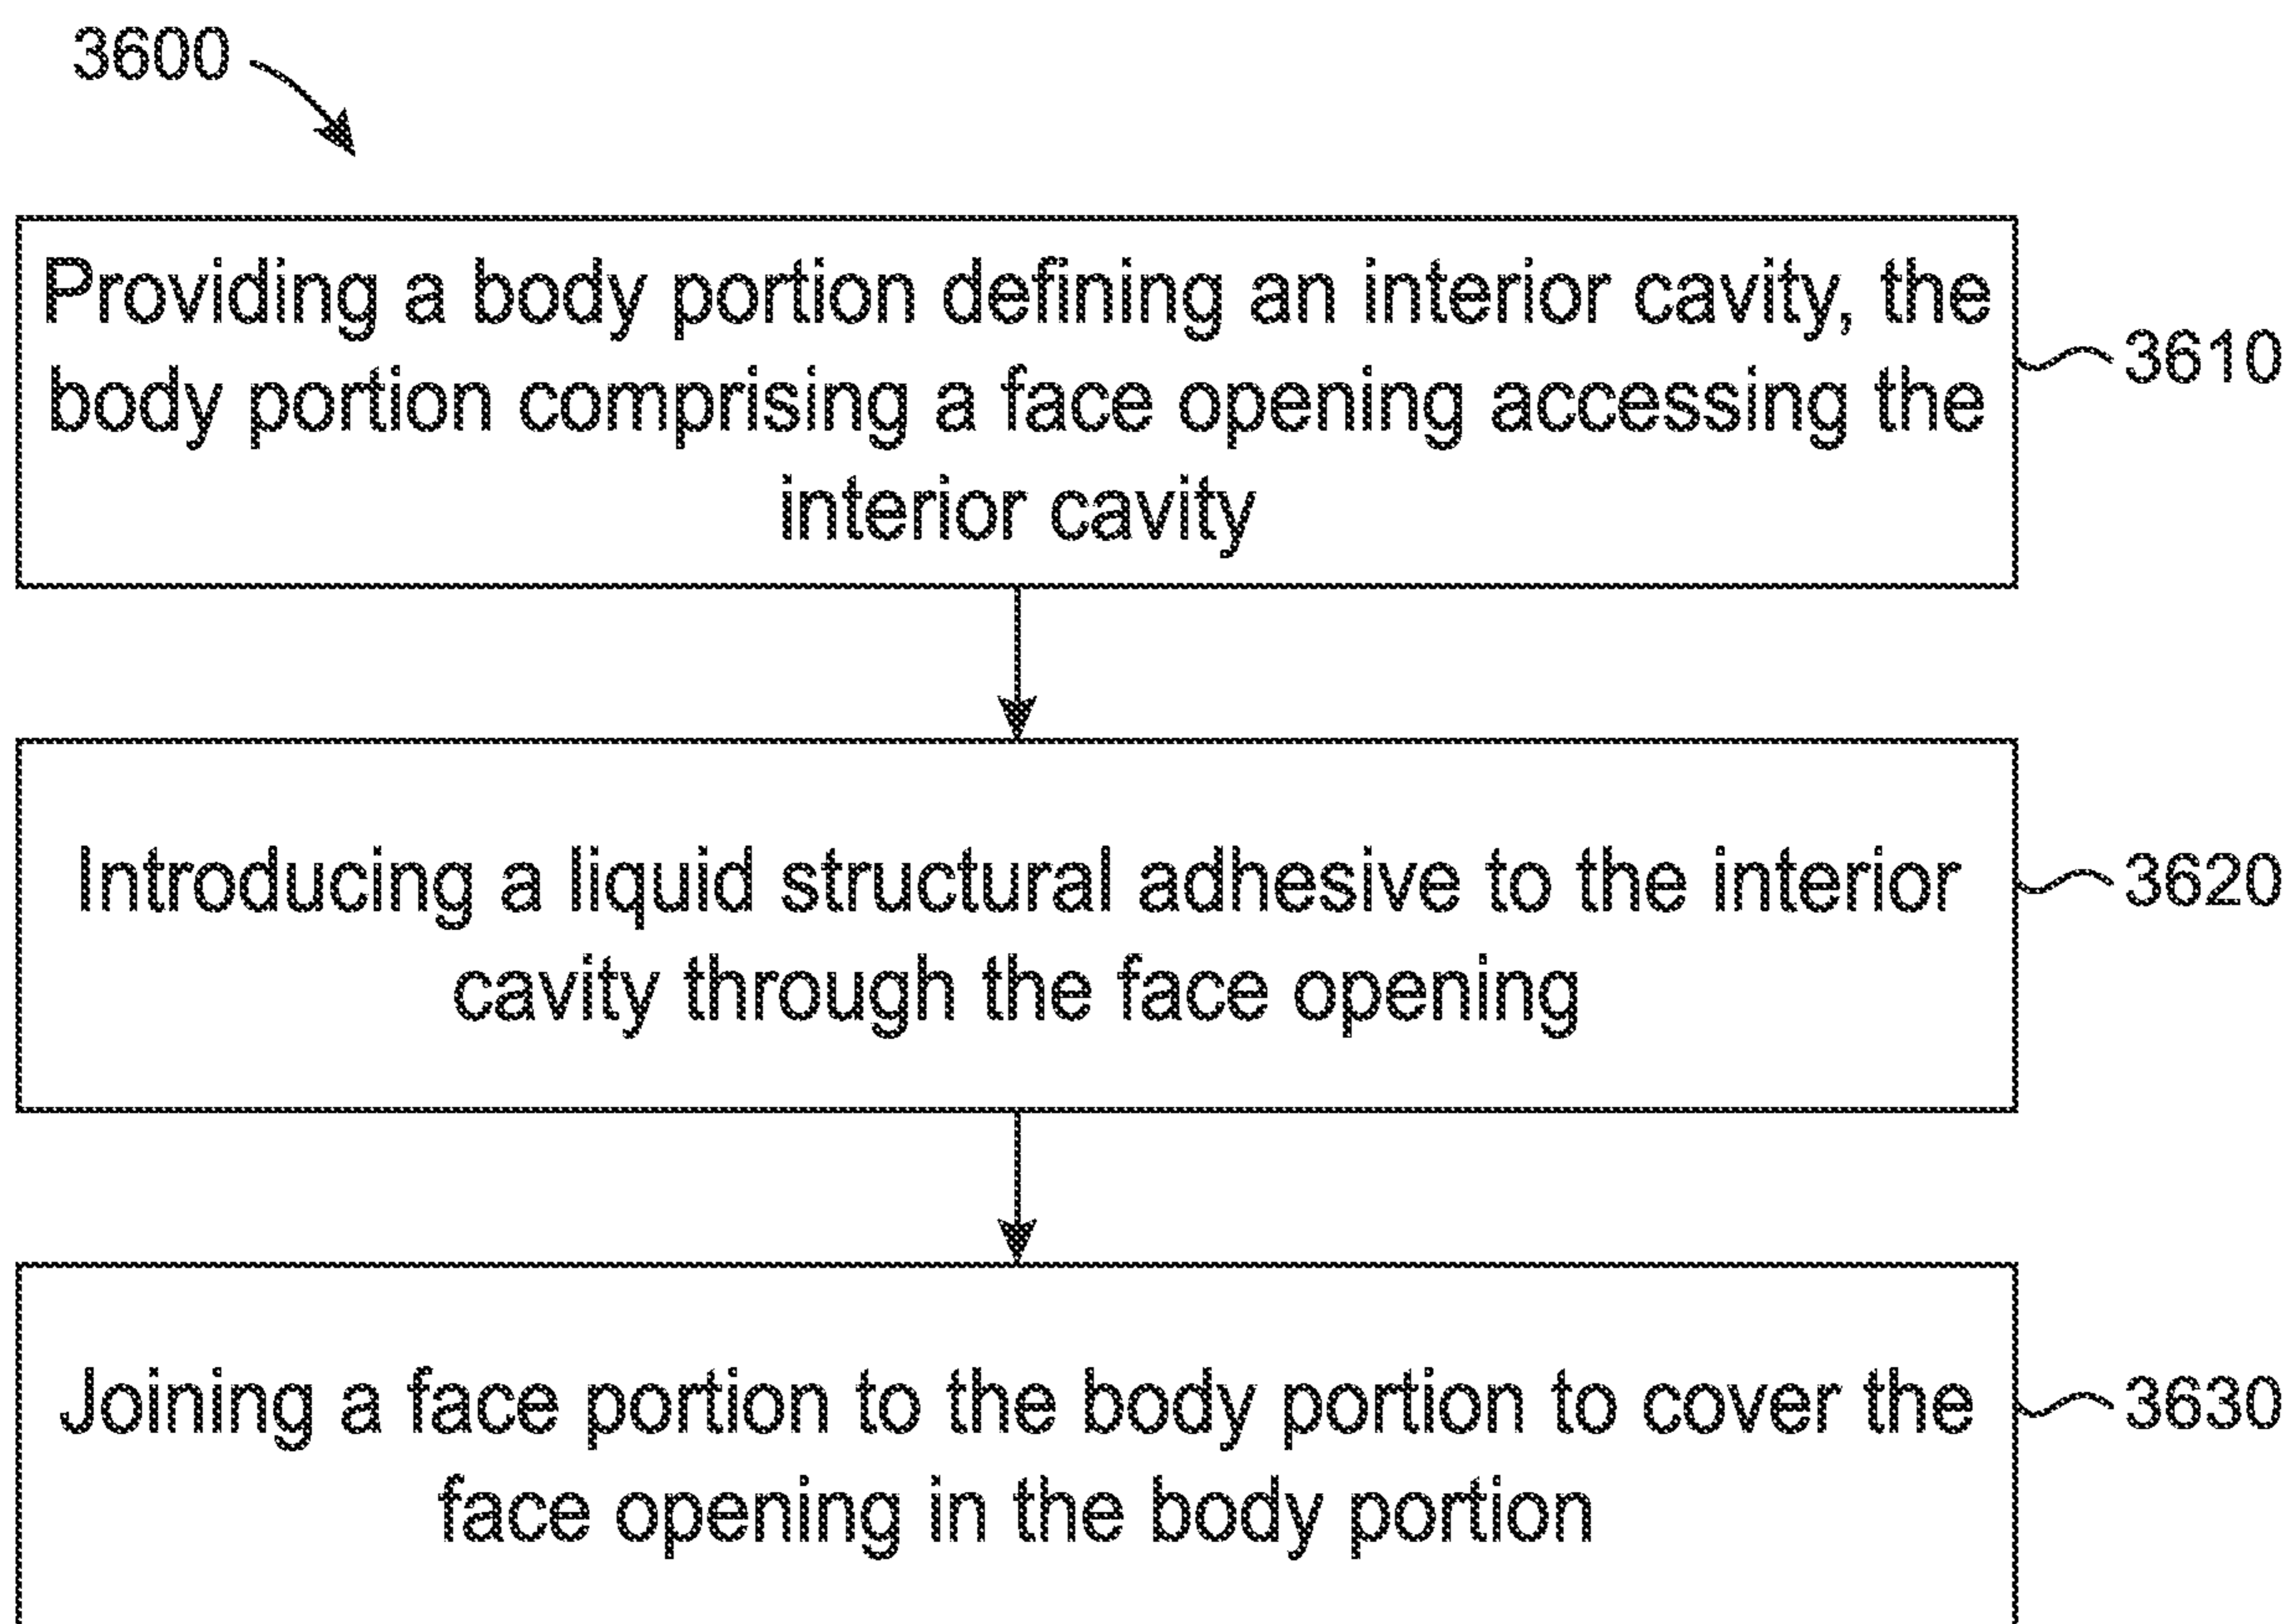 3600
Providing a body portion defining an interior cavity, the
body portion comprising a face opening accessing the
interior cavity
3610
Introducing a liquid structural adhesive to the interior
cavity through the face opening
3620
Joining a face portion to the body portion to cover the
face opening in the body portion
3630